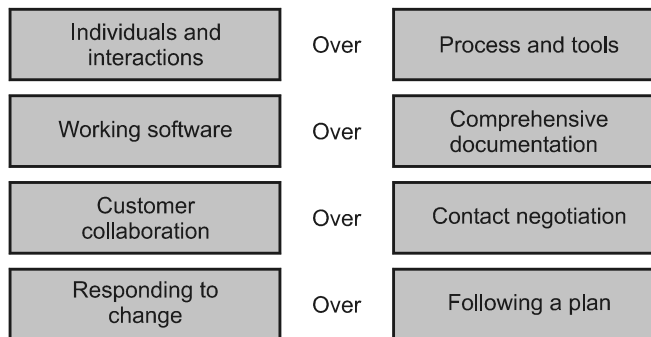 Individuals and
interactions
Over
Process and tools
Working software
Over
Comprehensive
documentation
Customer
collaboration
Over
Contact negotiation
Responding to
change
Over
Following a plan